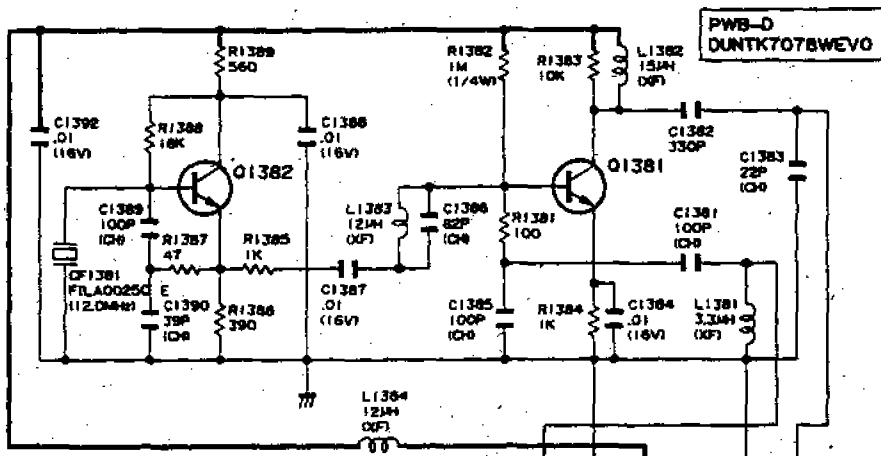 PWB-D
DUNTK7078WEV0
R1389
560
R1382
1M
(1/4W)
R1383
10K
L1382
15μH
(XF)
C1392
.01
(16V)
R1388
18K
C1388
.01
(16V)
C1382
330P
Q1382
Q1381
C1383
22P
(CH)
C1389
100P
(CH)
L1383
12μH
(XF)
C1386
82P
(CH)
R1381
100
C1381
100P
(CH)
R1387
47
R1385
1K
CF1381
(12.0MHz)
C1390
39P
(CH)
R1386
390
C1387
.01
(16V)
C1385
100P
(CH)
R1384
1K
C1384
.01
(16V)
L1381
3.3μH
(XF)
L1384
12μH
(XF)